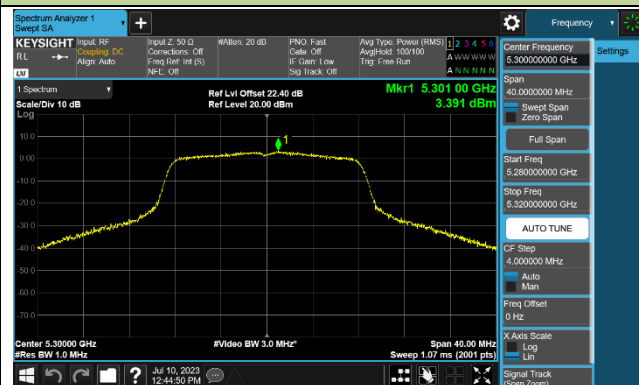 Spectrum Analyzer 1
Swept SA
Frequency
KEYSIGHT
Input: RF
Coupling: DC
Align: Auto
Input Z: 50 Ω
Corrections: Off
Freq Ref: Int (S)
NFE: Off
#Atten: 20 dB
PNO: Fast
Gate: Off
IF Gain: Low
Sig Track: Off
Avg Type: Power (RMS)
Avg|Hold: 100/100
Trig: Free Run
1 2 3 4 5 6
A W W W W W
A N N N N N
RL
LXI
1 Spectrum
Scale/Div 10 dB
Log
Ref Lvl Offset 22.40 dB
Ref Level 20.00 dBm
Mkr1 5.301 00 GHz
3.391 dBm
1
10.0
0.00
-10.0
-20.0
-30.0
-40.0
-50.0
-60.0
-70.0
Center 5.30000 GHz
#Res BW 1.0 MHz
#Video BW 3.0 MHz*
Span 40.00 MHz
Sweep 1.07 ms (2001 pts)
Jul 10, 2023
12:44:50 PM
Center Frequency
5.300000000 GHz
Settings
Span
40.0000000 MHz
Swept Span
Zero Span
Full Span
Start Freq
5.280000000 GHz
Stop Freq
5.320000000 GHz
AUTO TUNE
CF Step
4.000000 MHz
Auto
Man
Freq Offset
0 Hz
X Axis Scale
Log
Lin
Signal Track
(Span Zoom)